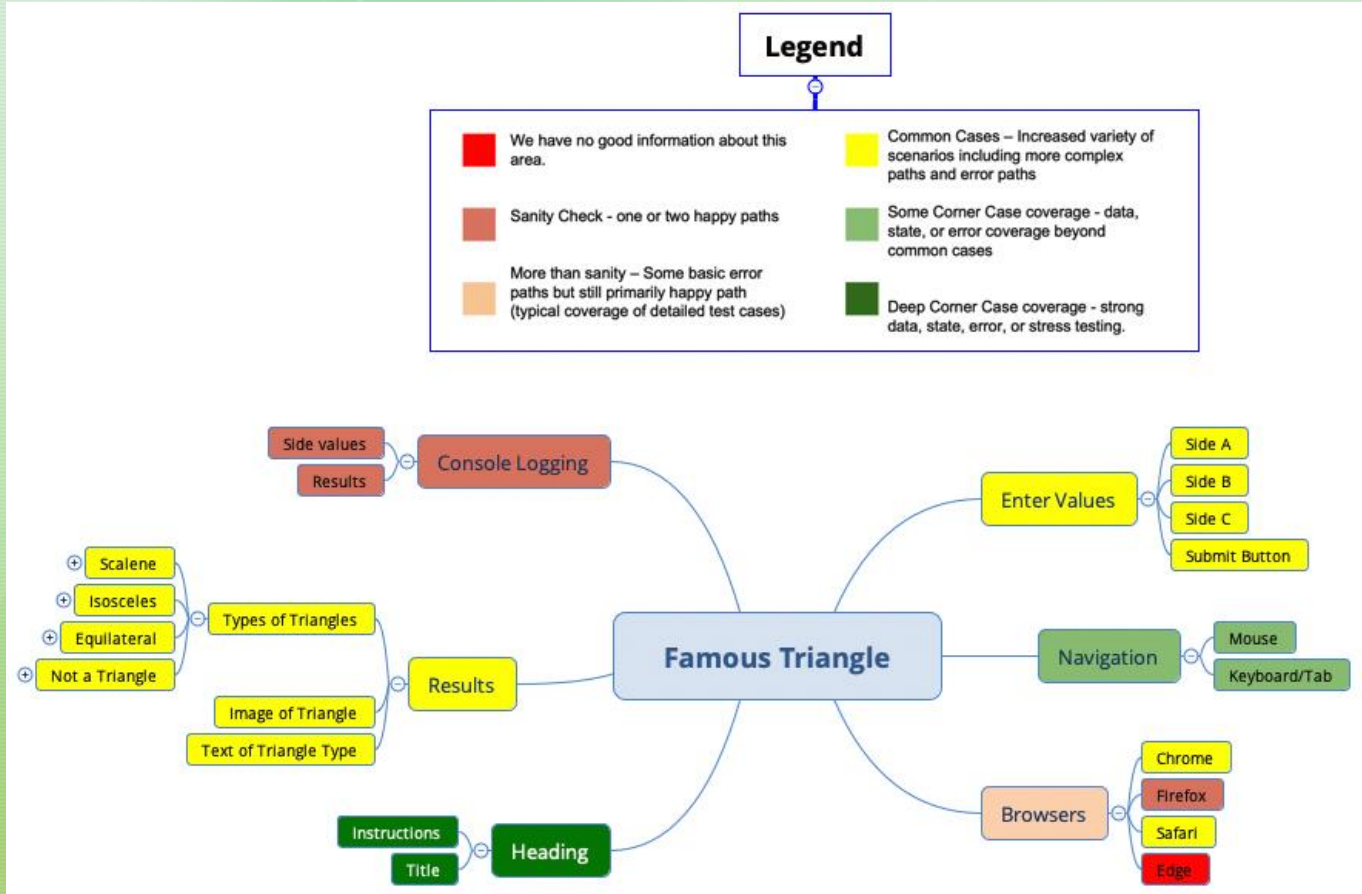 Legend
We have no good information about this
area.
Sanity Check - one or two happy paths
More than sanity – Some basic error
paths but still primarily happy path
(typical coverage of detailed test cases)
Common Cases – Increased variety of
scenarios including more complex
paths and error paths
Some Corner Case coverage - data,
state, or error coverage beyond
common cases
Deep Corner Case coverage - strong
data, state, error, or stress testing.
Famous Triangle
Console Logging
Side values
Results
Results
Types of Triangles
Scalene
Isosceles
Equilateral
Not a Triangle
Image of Triangle
Text of Triangle Type
Heading
Instructions
Title
Enter Values
Side A
Side B
Side C
Submit Button
Navigation
Mouse
Keyboard/Tab
Browsers
Chrome
Firefox
Safari
Edge